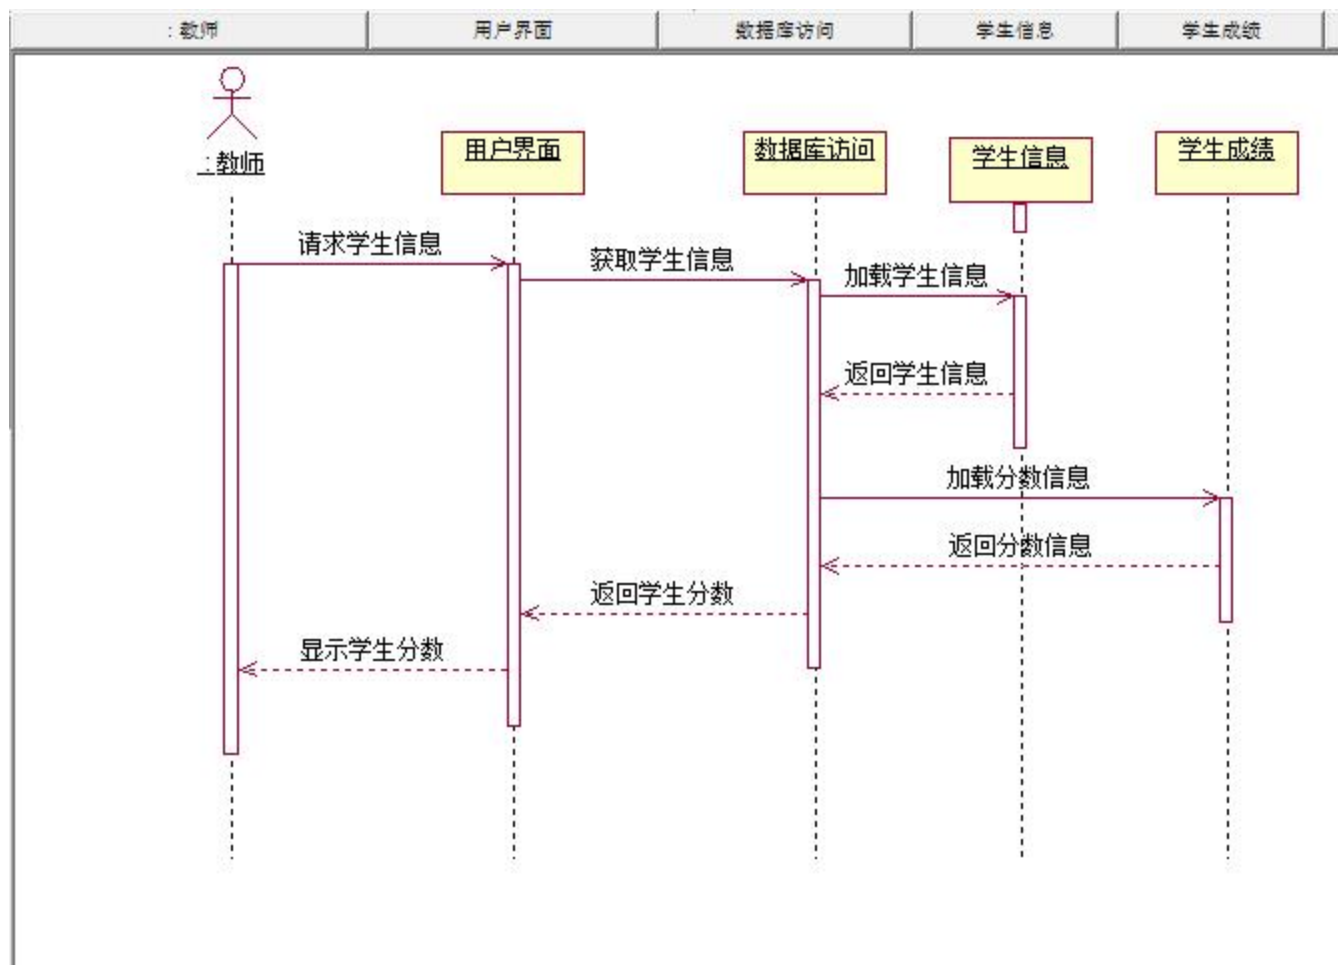 : 教师
用户界面
数据库访问
学生信息
学生成绩
: 教师
用户界面
数据库访问
学生信息
学生成绩
请求学生信息
获取学生信息
加载学生信息
返回学生信息
加载分数信息
返回分数信息
返回学生分数
显示学生分数